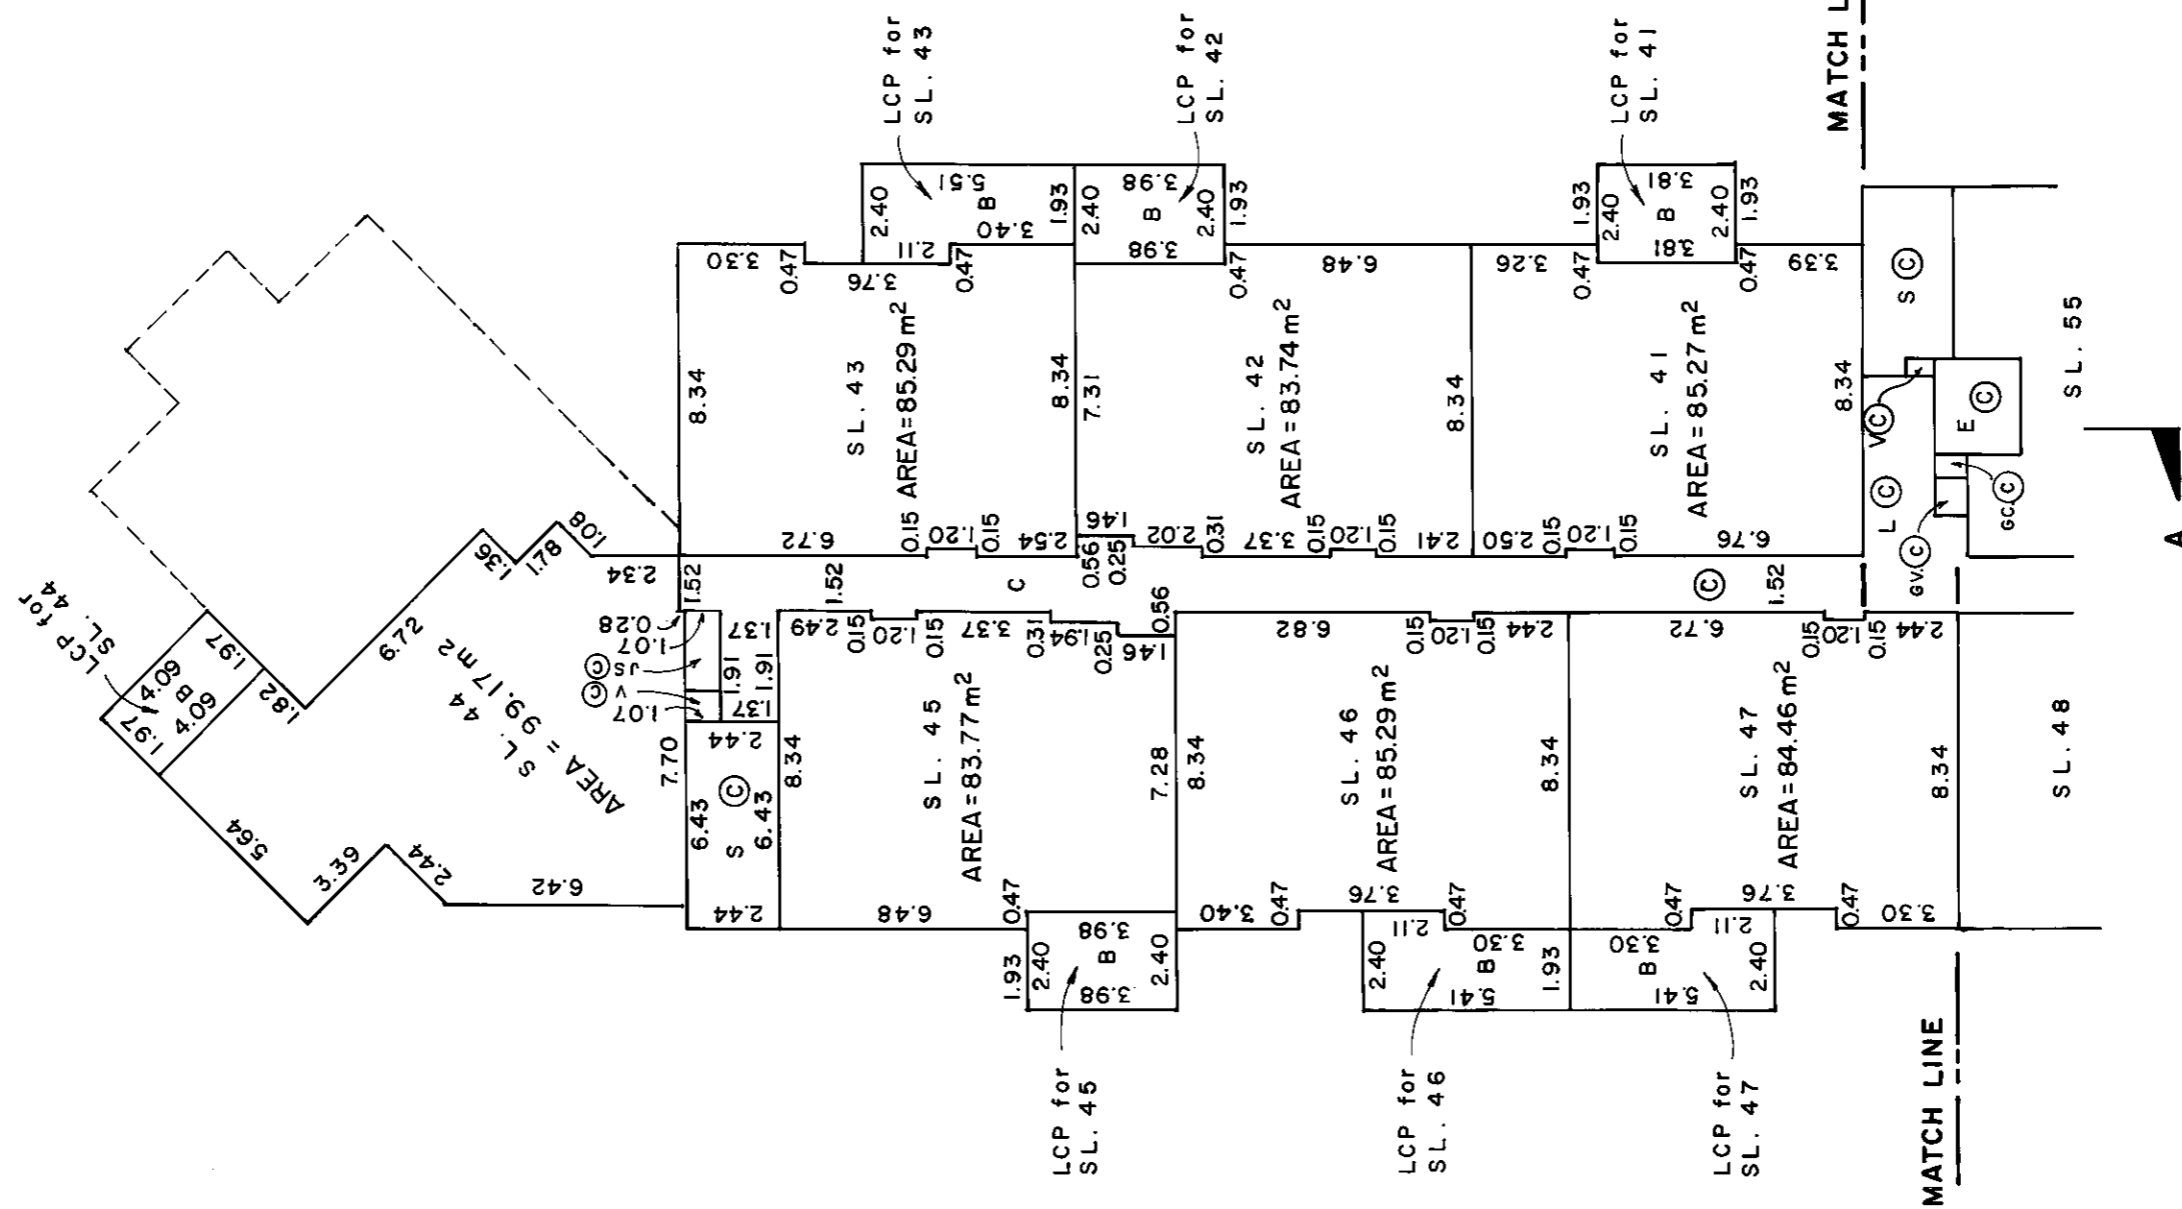 LCP for
SL. 44
1.97
4.09
B
4.09
1.97
1.82
6.72
1.36
1.78
1.08
2.34
SL. 44
AREA = 99.17 m2
5.64
3.39
2.44
6.42
7.70
LCP for
SL. 43
2.40
5.51
B
3.40
2.11
1.93
3.30
0.47
3.76
0.47
8.34
SL. 43
AREA=85.29 m2
8.34
6.72
0.15
1.20
0.15
2.54
LCP for
SL. 42
2.40
3.98
B
3.98
2.40
1.93
0.47
6.48
7.31
SL. 42
AREA=83.74 m2
8.34
1.46
0.56
0.25
2.02
0.31
3.37
0.15
1.20
0.15
2.41
LCP for
SL. 41
1.93
2.40
3.81
B
3.81
2.40
1.93
3.26
0.47
0.47
3.39
SL. 41
AREA=85.27 m2
8.34
2.50
0.15
1.20
0.15
6.76
MATCH L
S C
V C
E C
L C
GV. C
GC. C
SL. 55
A
1.52
0.28
1.07
JS C
V C
1.07
1.37
1.91
1.91
1.37
2.44
6.43
S C
6.43
2.44
1.52
C
C
1.52
8.34
2.49
0.15
1.20
0.15
3.37
0.31
1.94
0.25
1.46
0.56
SL. 45
AREA=83.77 m2
6.48
0.47
7.28
1.93
2.40
3.98
B
3.98
2.40
LCP for
SL. 45
8.34
6.82
0.15
1.20
0.15
2.44
SL. 46
AREA=85.29 m2
8.34
3.40
0.47
3.76
0.47
2.11
3.30
2.40
B
5.41
1.93
LCP for
SL. 46
6.72
0.15
1.20
0.15
2.44
SL. 47
AREA=84.46 m2
8.34
0.47
3.76
0.47
3.30
3.30
2.11
B
5.41
2.40
LCP for
SL. 47
SL. 48
MATCH LINE